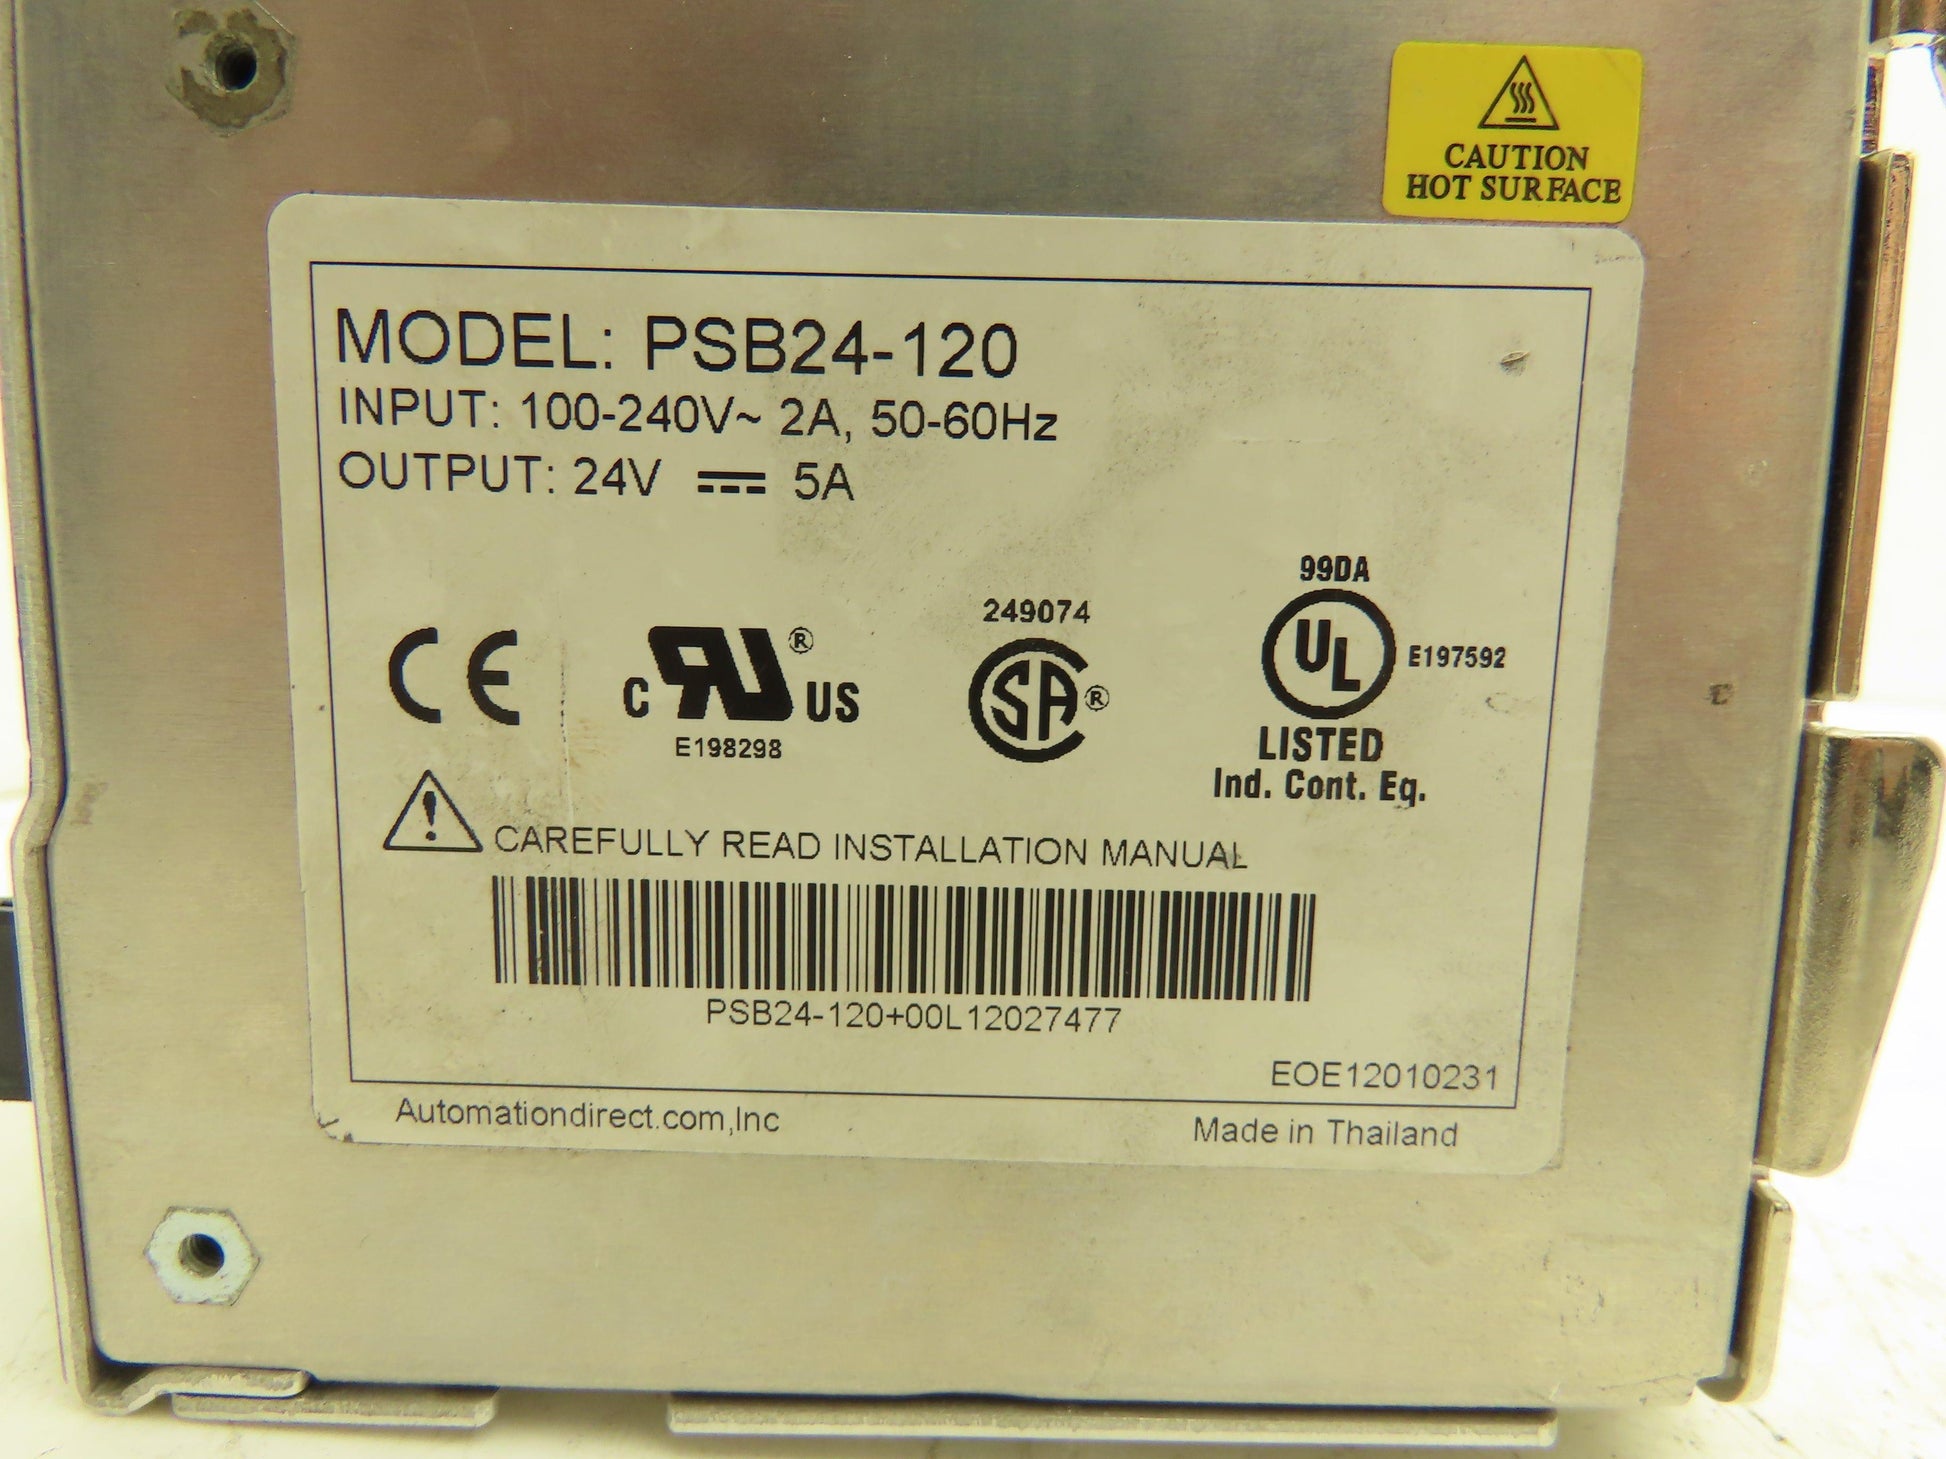 CAUTION
HOT SURFACE
MODEL: PSB24-120
INPUT: 100-240V~ 2A, 50-60Hz
OUTPUT: 24V ⎓ 5A
CE
C RU® US
E198298
249074
SA®
99DA
UL E197592
LISTED
Ind. Cont. Eq.
CAREFULLY READ INSTALLATION MANUAL
PSB24-120+00L12027477
EOE12010231
Automationdirect.com,Inc
Made in Thailand